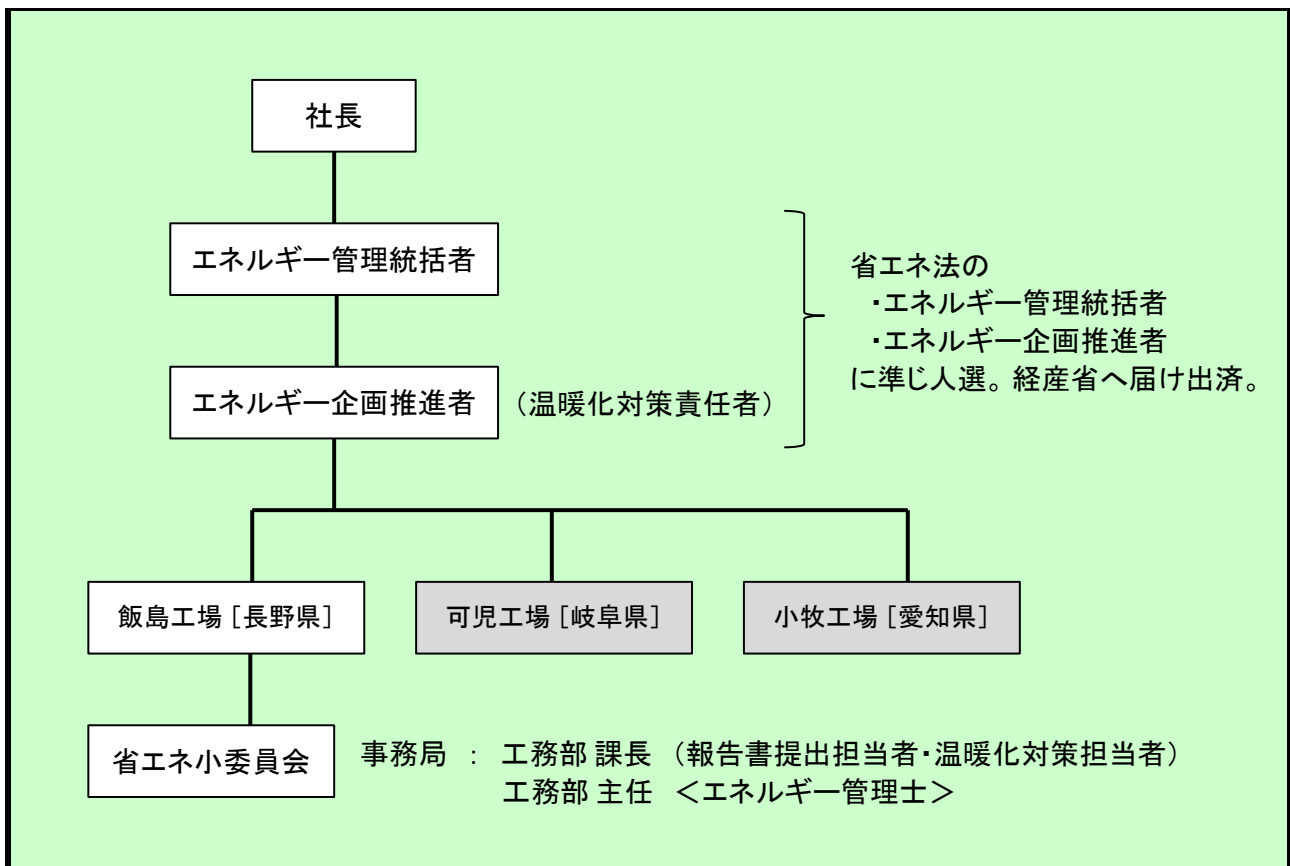 社長
エネルギー管理統括者
エネルギー企画推進者 （温暖化対策責任者）
省エネ法の
・エネルギー管理統括者
・エネルギー企画推進者
に準じ人選。経産省へ届け出済。
飯島工場［長野県］
可児工場［岐阜県］
小牧工場［愛知県］
省エネ小委員会
事務局 ： 工務部 課長 （報告書提出担当者・温暖化対策担当者）
工務部 主任 ＜エネルギー管理士＞